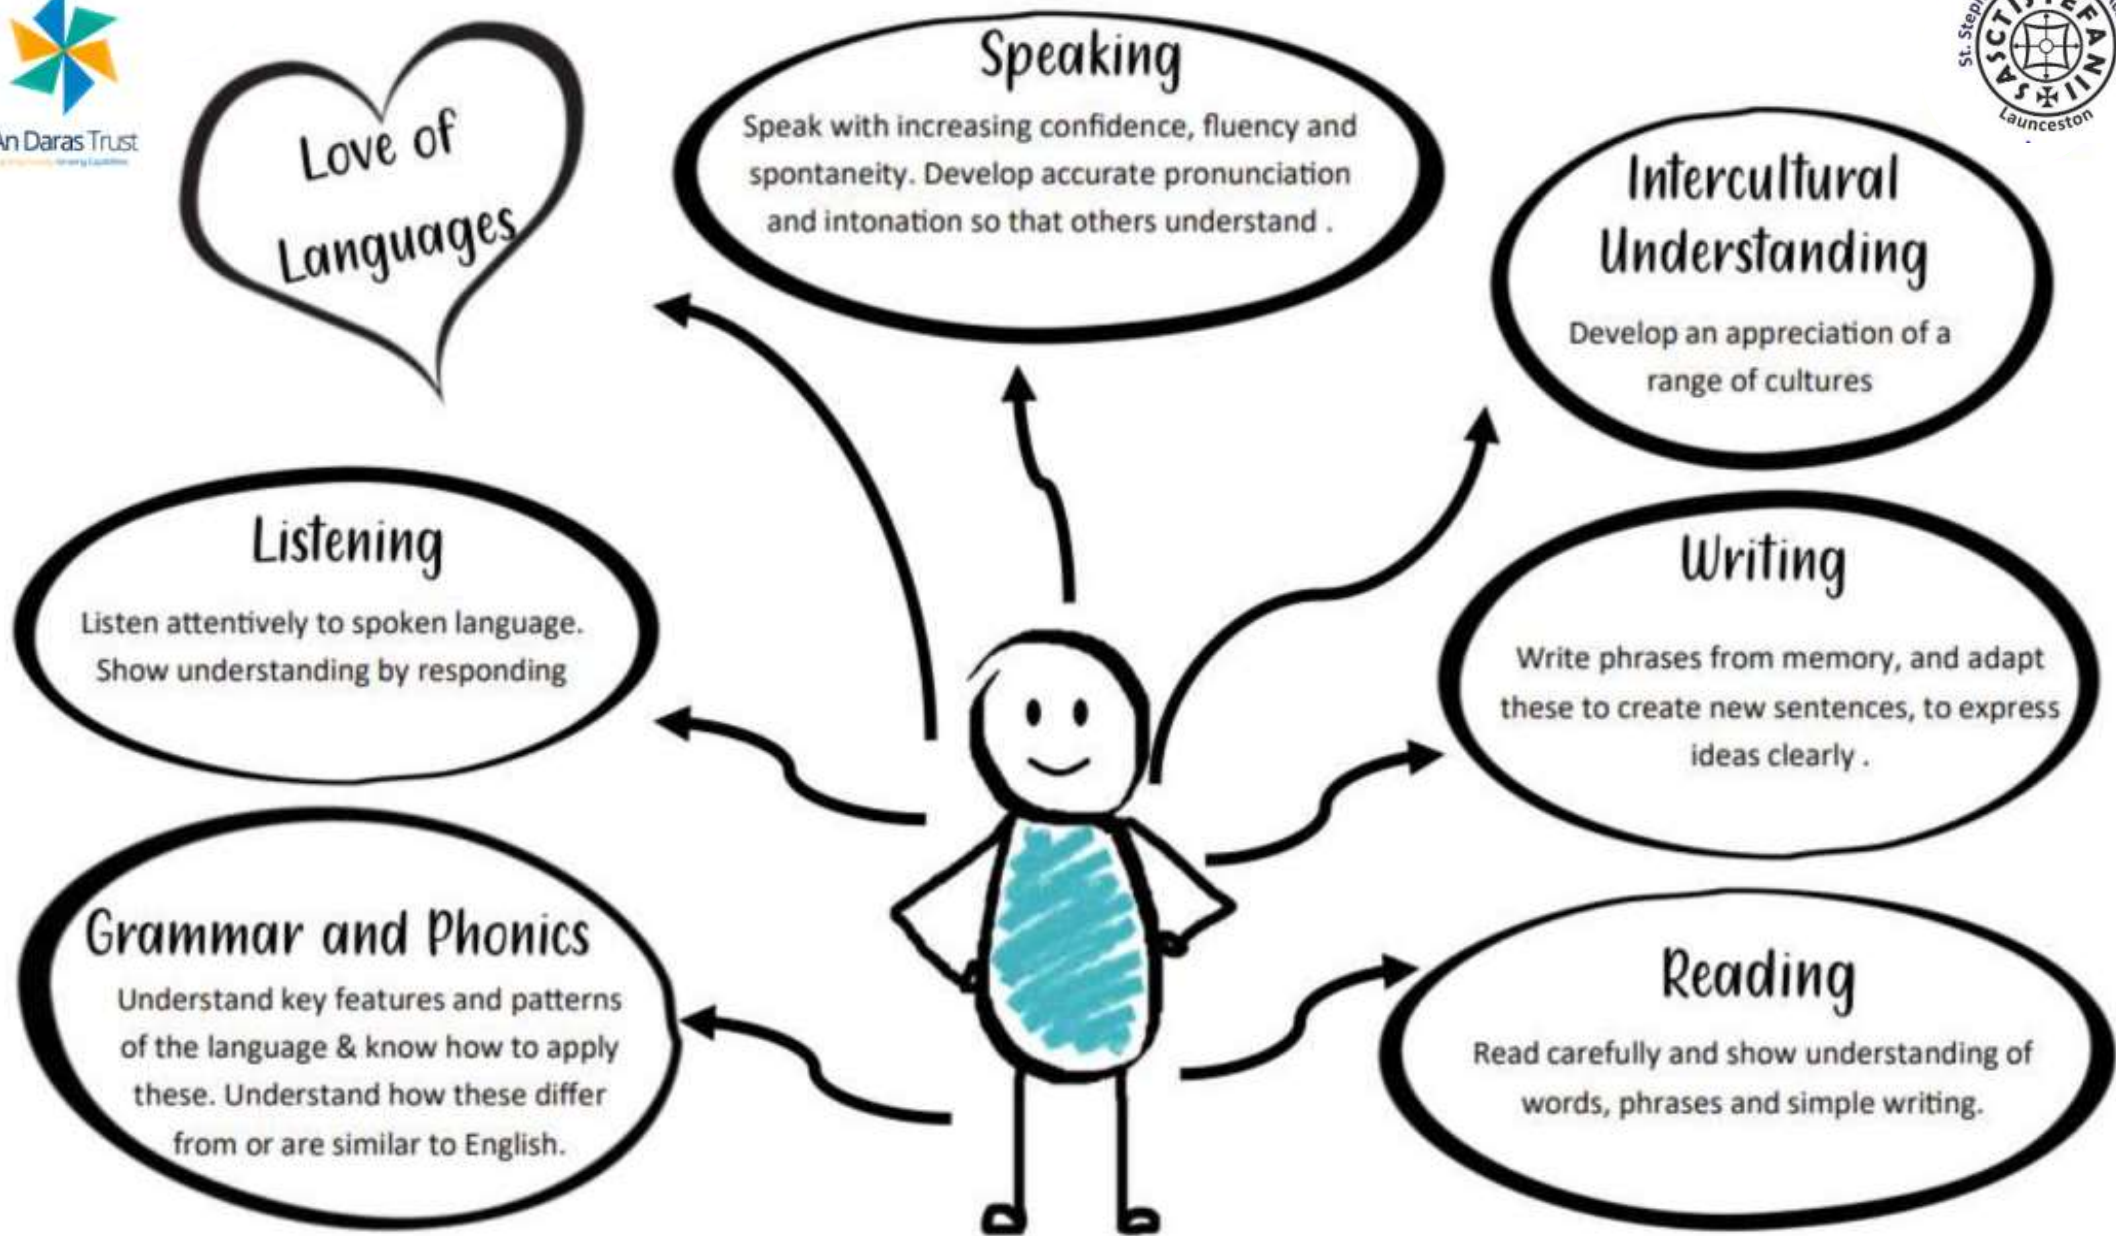 An Daras Trust
Love of
Languages
Speaking
Speak with increasing confidence, fluency and
spontaneity. Develop accurate pronunciation
and intonation so that others understand .
St. Step
SCTI STEFANII
SAS
Launceston
Intercultural
Understanding
Develop an appreciation of a
range of cultures
Listening
Listen attentively to spoken language.
Show understanding by responding
Writing
Write phrases from memory, and adapt
these to create new sentences, to express
ideas clearly .
Grammar and Phonics
Understand key features and patterns
of the language & know how to apply
these. Understand how these differ
from or are similar to English.
Reading
Read carefully and show understanding of
words, phrases and simple writing.